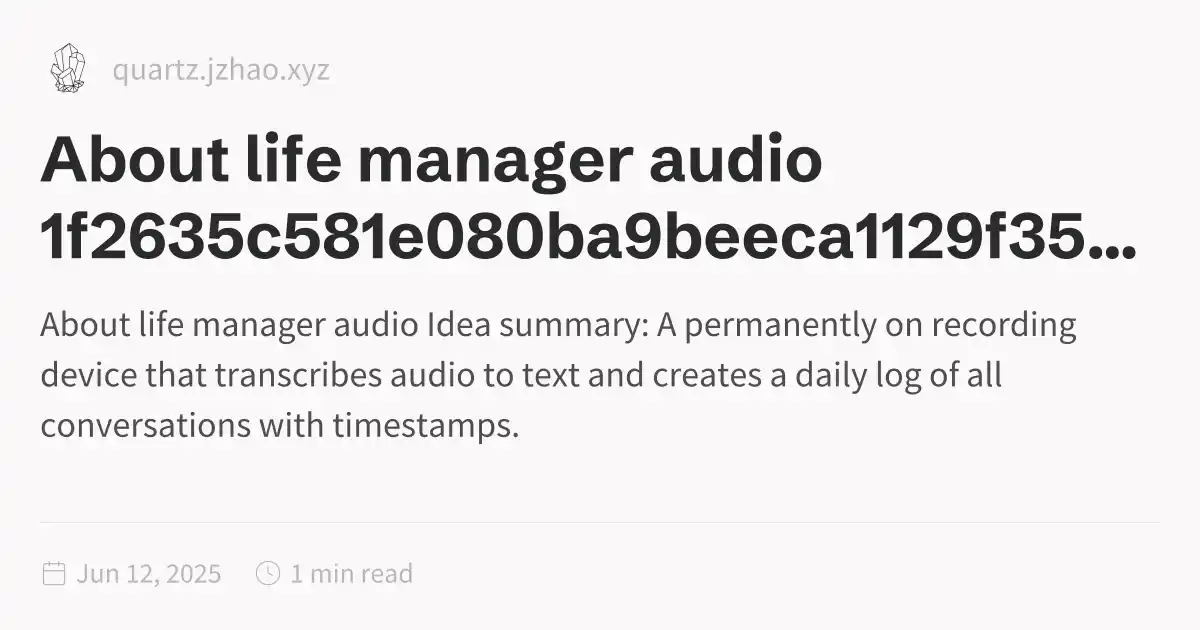 quartz.jzhao.xyz
About life manager audio
1f2635c581e080ba9beeca1129f35...
About life manager audio Idea summary: A permanently on recording
device that transcribes audio to text and creates a daily log of all
conversations with timestamps.
Jun 12, 2025 1 min read